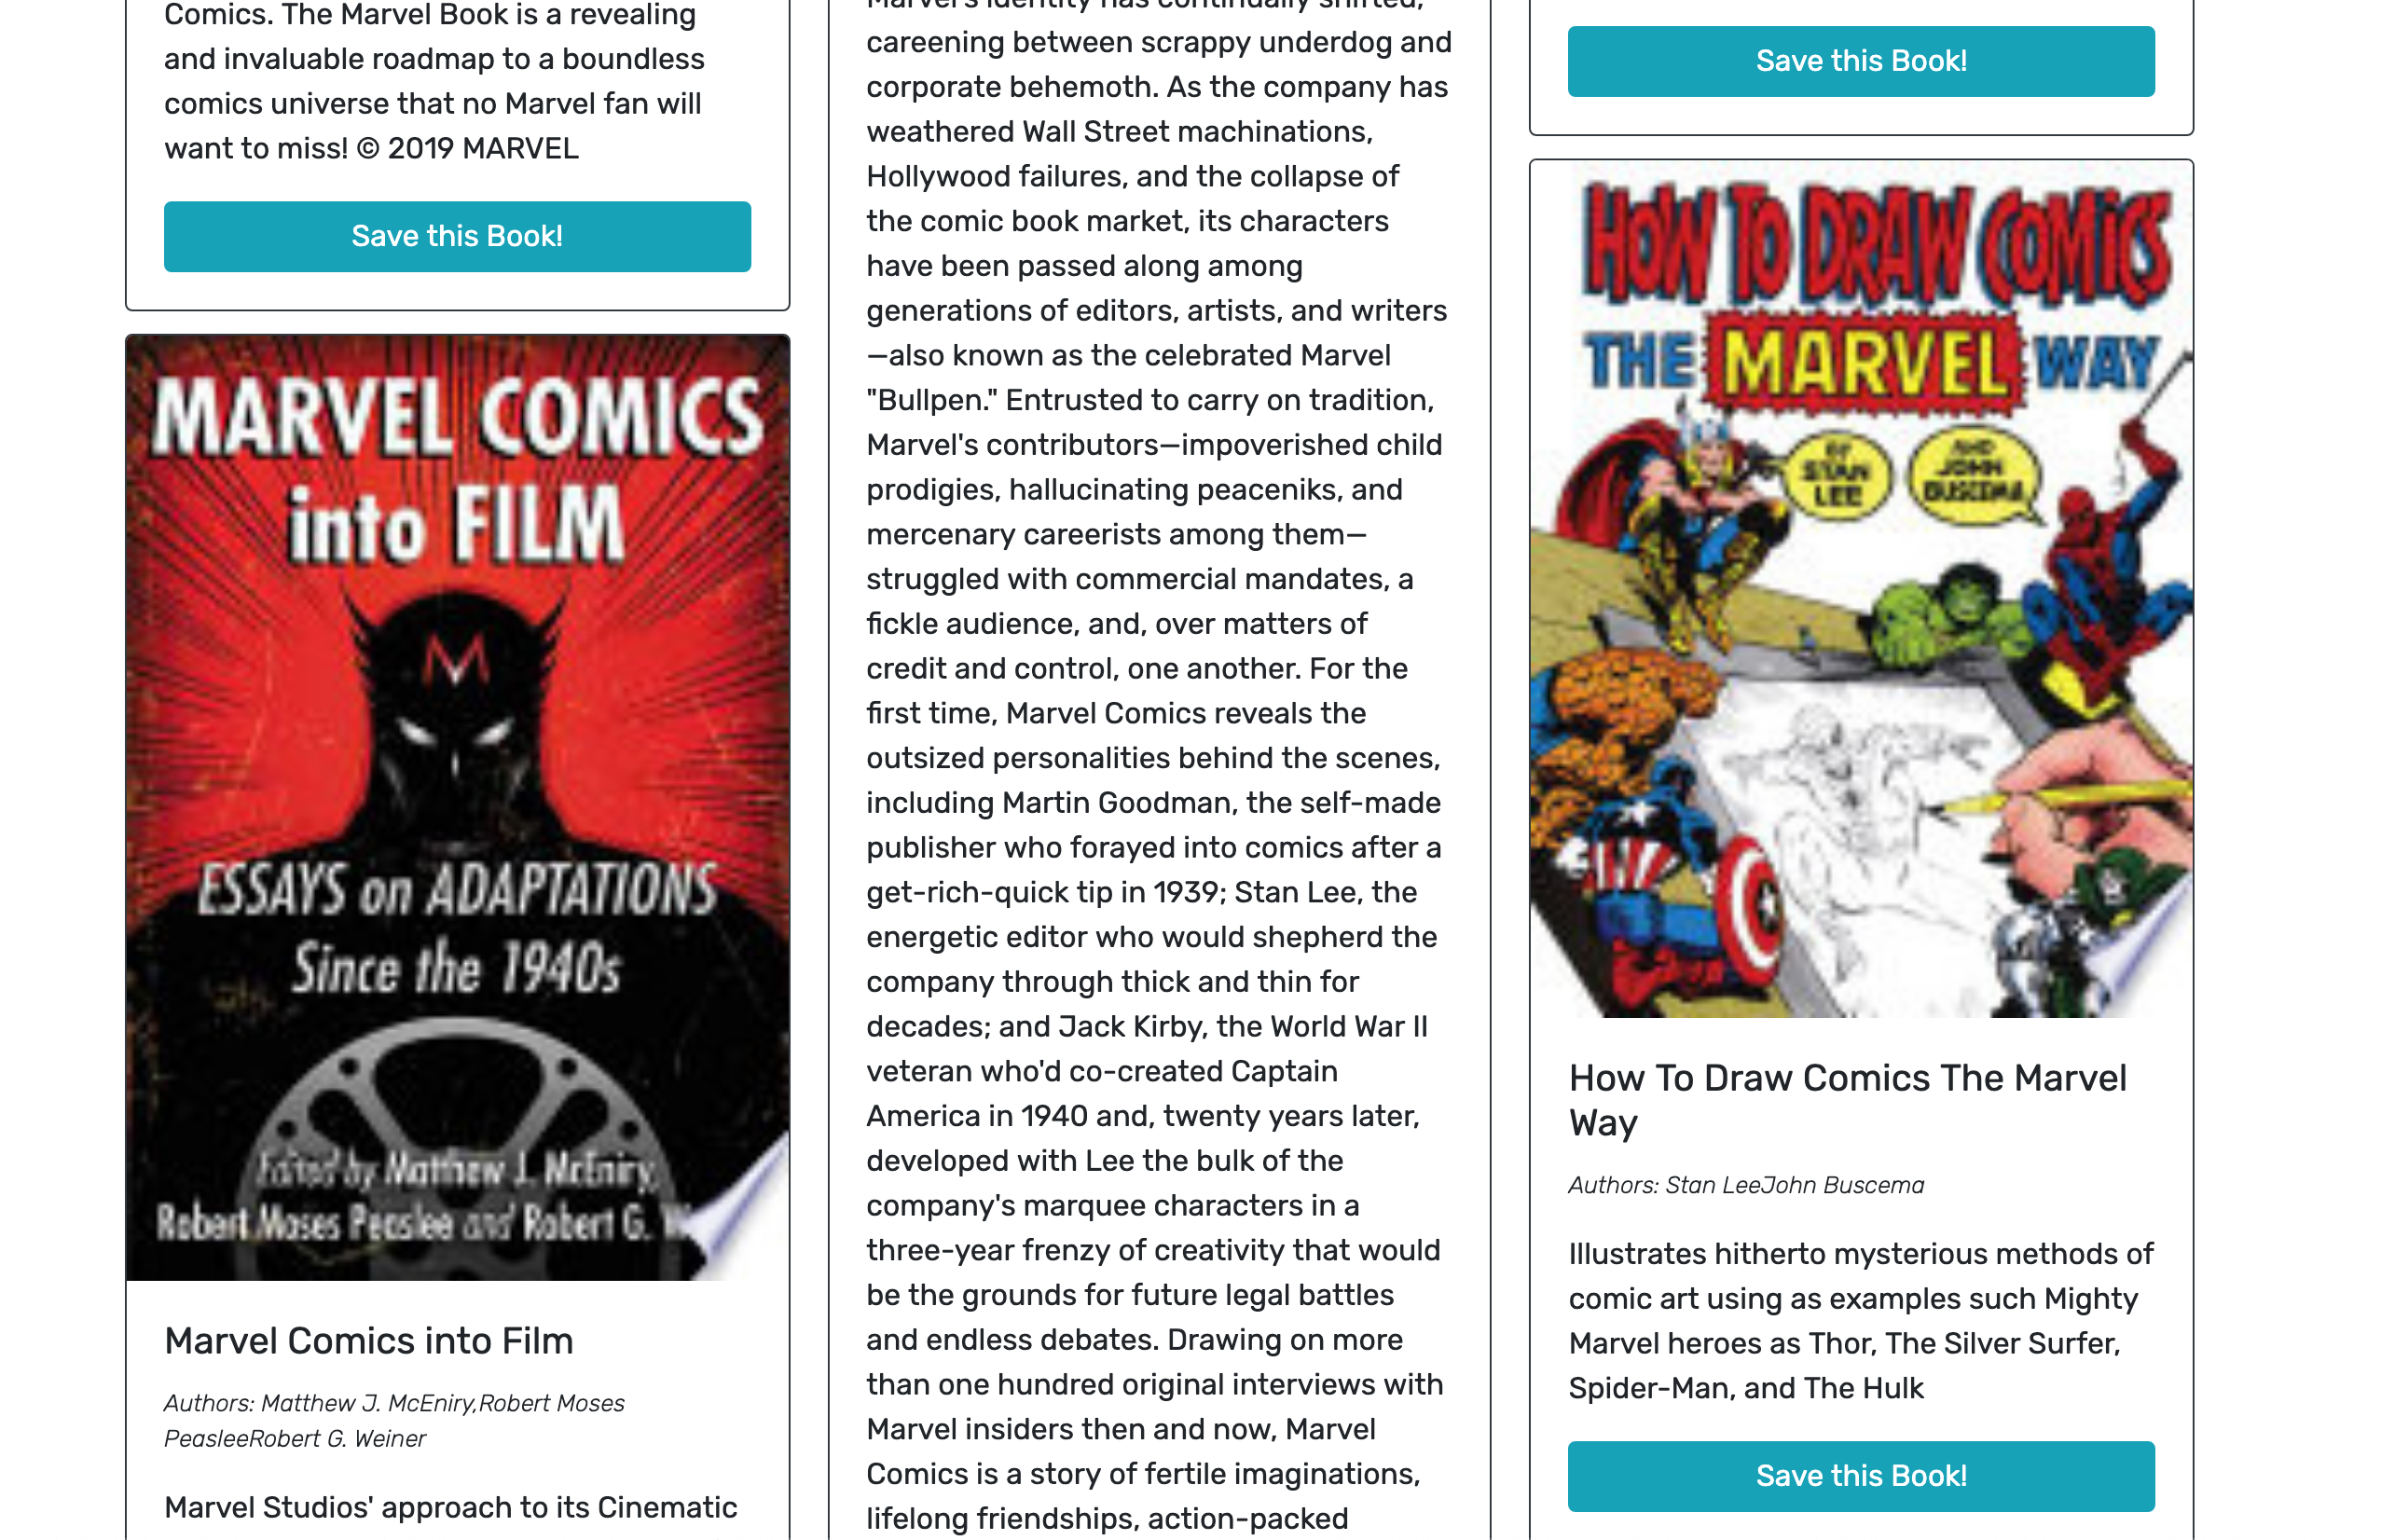 Comics. The Marvel Book is a revealing
and invaluable roadmap to a boundless
comics universe that no Marvel fan will
want to miss! © 2019 MARVEL
Save this Book!
MARVEL COMICS
into FILM
M
ESSAYS on ADAPTATIONS
Since the 1940s
Edited by Matthew J. McEniry,
Robert Moses Peaslee and Robert G.
Marvel Comics into Film
Authors: Matthew J. McEniry,Robert Moses
PeasleeRobert G. Weiner
Marvel Studios' approach to its Cinematic
Marvel's identity has continually shifted,
careening between scrappy underdog and
corporate behemoth. As the company has
weathered Wall Street machinations,
Hollywood failures, and the collapse of
the comic book market, its characters
have been passed along among
generations of editors, artists, and writers
—also known as the celebrated Marvel
"Bullpen." Entrusted to carry on tradition,
Marvel's contributors—impoverished child
prodigies, hallucinating peaceniks, and
mercenary careerists among them—
struggled with commercial mandates, a
fickle audience, and, over matters of
credit and control, one another. For the
first time, Marvel Comics reveals the
outsized personalities behind the scenes,
including Martin Goodman, the self-made
publisher who forayed into comics after a
get-rich-quick tip in 1939; Stan Lee, the
energetic editor who would shepherd the
company through thick and thin for
decades; and Jack Kirby, the World War II
veteran who'd co-created Captain
America in 1940 and, twenty years later,
developed with Lee the bulk of the
company's marquee characters in a
three-year frenzy of creativity that would
be the grounds for future legal battles
and endless debates. Drawing on more
than one hundred original interviews with
Marvel insiders then and now, Marvel
Comics is a story of fertile imaginations,
lifelong friendships, action-packed
Save this Book!
HOW TO DRAW COMICS
THE MARVEL WAY
BY
STAN
LEE
AND
JOHN
BUSCEMA
How To Draw Comics The Marvel
Way
Authors: Stan LeeJohn Buscema
Illustrates hitherto mysterious methods of
comic art using as examples such Mighty
Marvel heroes as Thor, The Silver Surfer,
Spider-Man, and The Hulk
Save this Book!